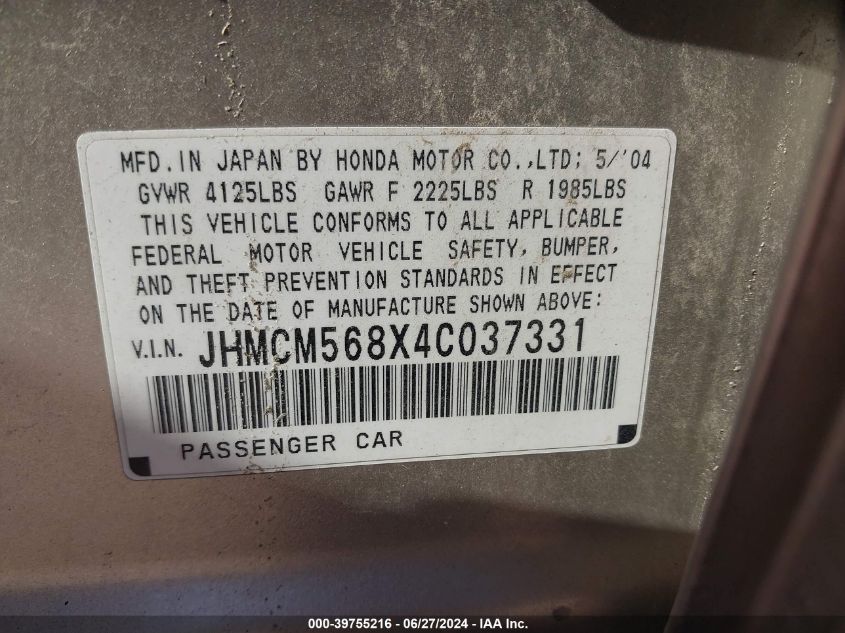 MFD.IN JAPAN BY HONDA MOTOR CO.,LTD; 5/'04
GVWR 4125LBS GAWR F 2225LBS R 1985LBS
THIS VEHICLE CONFORMS TO ALL APPLICABLE
FEDERAL MOTOR VEHICLE SAFETY, BUMPER,
AND THEFT PREVENTION STANDARDS IN EFFECT
ON THE DATE OF MANUFACTURE SHOWN ABOVE:
V.I.N. JHMCM568X4C037331
PASSENGER CAR
000-39755216 - 06/27/2024 - IAA Inc.